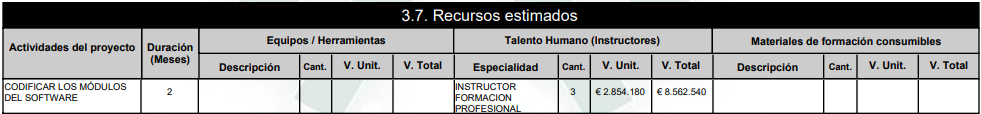 3.7. Recursos estimados
Actividades del proyecto
Duración
(Meses)
Equipos / Herramientas
Talento Humano (Instructores)
Materiales de formación consumibles
Descripción Cant. V. Unit. V. Total Especialidad Cant. V. Unit. V. Total Descripción Cant. V. Unit. V. Total
CODIFICAR LOS MÓDULOS
DEL SOFTWARE
2
INSTRUCTOR
FORMACION
PROFESIONAL
3 € 2.854.180 € 8.562.540